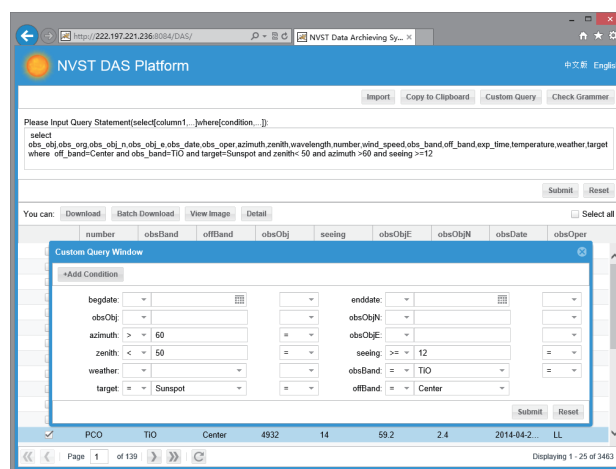 http://222.197.221.236:8084/DAS/
NVST Data Archieving Sy...
NVST DAS Platform
中文版 Englis
Import Copy to Clipboard Custom Query Check Grammer
Please Input Query Statement(select[column1,...]where[condition,...]):
select
obs_obj,obs_org,obs_obj_n,obs_obj_e,obs_date,obs_oper,azimuth,zenith,wavelength,number,wind_speed,obs_band,off_band,exp_time,temperature,weather,target
where off_band=Center and obs_band=TiO and target=Sunspot and zenith< 50 and azimuth >60 and seeing >=12
Submit Reset
You can: Download Batch Download View Image Detail Select all
number obsBand offBand obsObj seeing obsObjE obsObjN obsDate obsOper
Custom Query Window
+Add Condition
begdate: enddate:
obsObj: obsObjN:
azimuth: > 60 = obsObjE:
zenith: < 50 = seeing: >= 12 =
weather: obsBand: = TiO =
target: = Sunspot = offBand: = Center
Submit Reset
PCO TiO Center 4932 14 59.2 2.4 2014-04-2... LL
Page 1 of 139 Displaying 1 - 25 of 3463